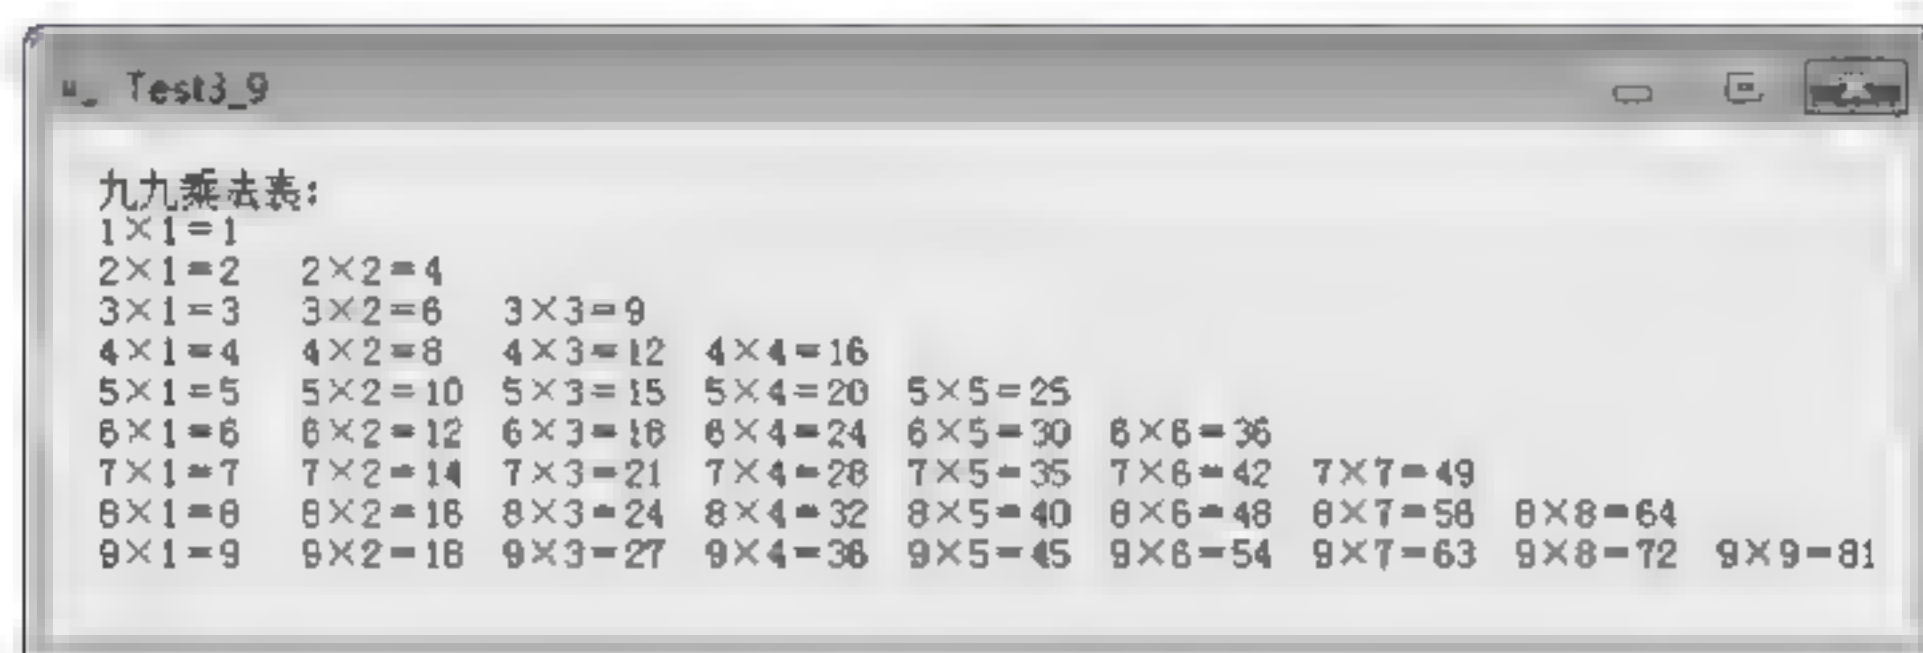 Test3_9
九九乘法表:
1×1=1
2×1=2 2×2=4
3×1=3 3×2=6 3×3=9
4×1=4 4×2=8 4×3=12 4×4=16
5×1=5 5×2=10 5×3=15 5×4=20 5×5=25
6×1=6 6×2=12 6×3=18 6×4=24 6×5=30 6×6=36
7×1=7 7×2=14 7×3=21 7×4=28 7×5=35 7×6=42 7×7=49
8×1=8 8×2=16 8×3=24 8×4=32 8×5=40 8×6=48 8×7=56 8×8=64
9×1=9 9×2=18 9×3=27 9×4=36 9×5=45 9×6=54 9×7=63 9×8=72 9×9=81